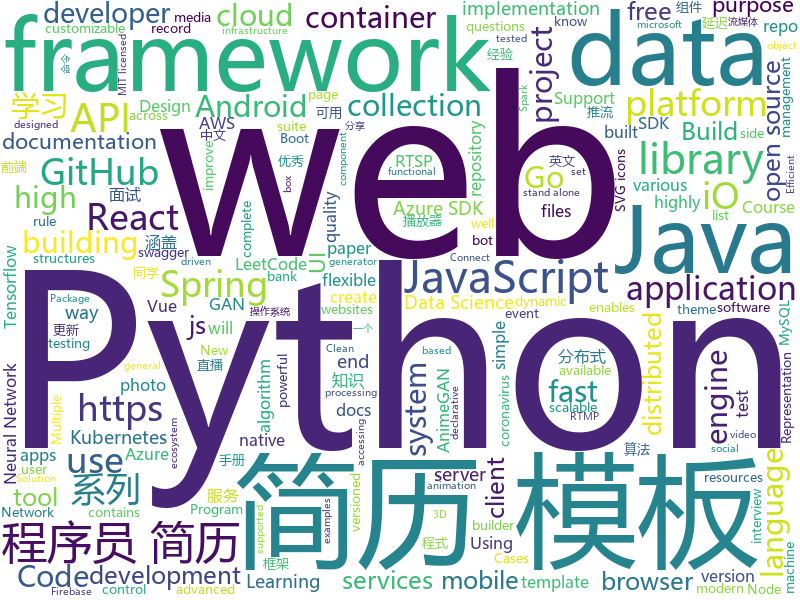 developer
cloud
container
implementation
free
purpose
framework
data
media
customizable
record
infrastructure
microsoft
questions
know
repo
组件
延迟
流媒体
object
MIT licensed
Program
学习
Design
Android
AWS
中文
collection
经验
可用
推流
project
platform
management
API
Support
SDK
open source
side
documentation
suite
Boot
优秀
RTSP
built
Build
Spark
分享
across
page
GitHub
web
library
SVG icons
前端
high
React
improve
box
functional
英文
set
Efficient
Go
files
various
highly
iO
Course
面试
涵盖
swagger
quality
complete
Azure SDK
播放器
repository
stand alone
well
bot
rule
list
building
component
structures
同学
LeetCode
bank
paper
flexible
JavaScript
Java
Tensorflow
driven
Connect
Package
way
更新
testing
Spring
Vue
GAN
UI
create
Data Science
dynamic
enables
application
theme
software
操作系统
generator
websites
一个
js
will
New
直播
event
simple
分布式
available
scalable
RTMP
MySQL
Representation
photo
Python
https
Neural Network
ecosystem
algorithm
powerful
end
docs
知识
processing
declarative
accessing
fast
distributed
engine
test
coronavirus
Kubernetes
native
system
AnimeGAN
based
Azure
手册
apps
user
use
系列
tool
服务
contains
Network
versioned
examples
supported
Multiple
general
Solution
程序员 简历
简历
模板
server
client
算法
language
browser
resources
interview
Code
development
Learning
框架
services
mobile
template
Using
builder
animation
3D
程式
Cases
video
social
version
modern
Node
machine
control
advanced
Firebase
designed
tested